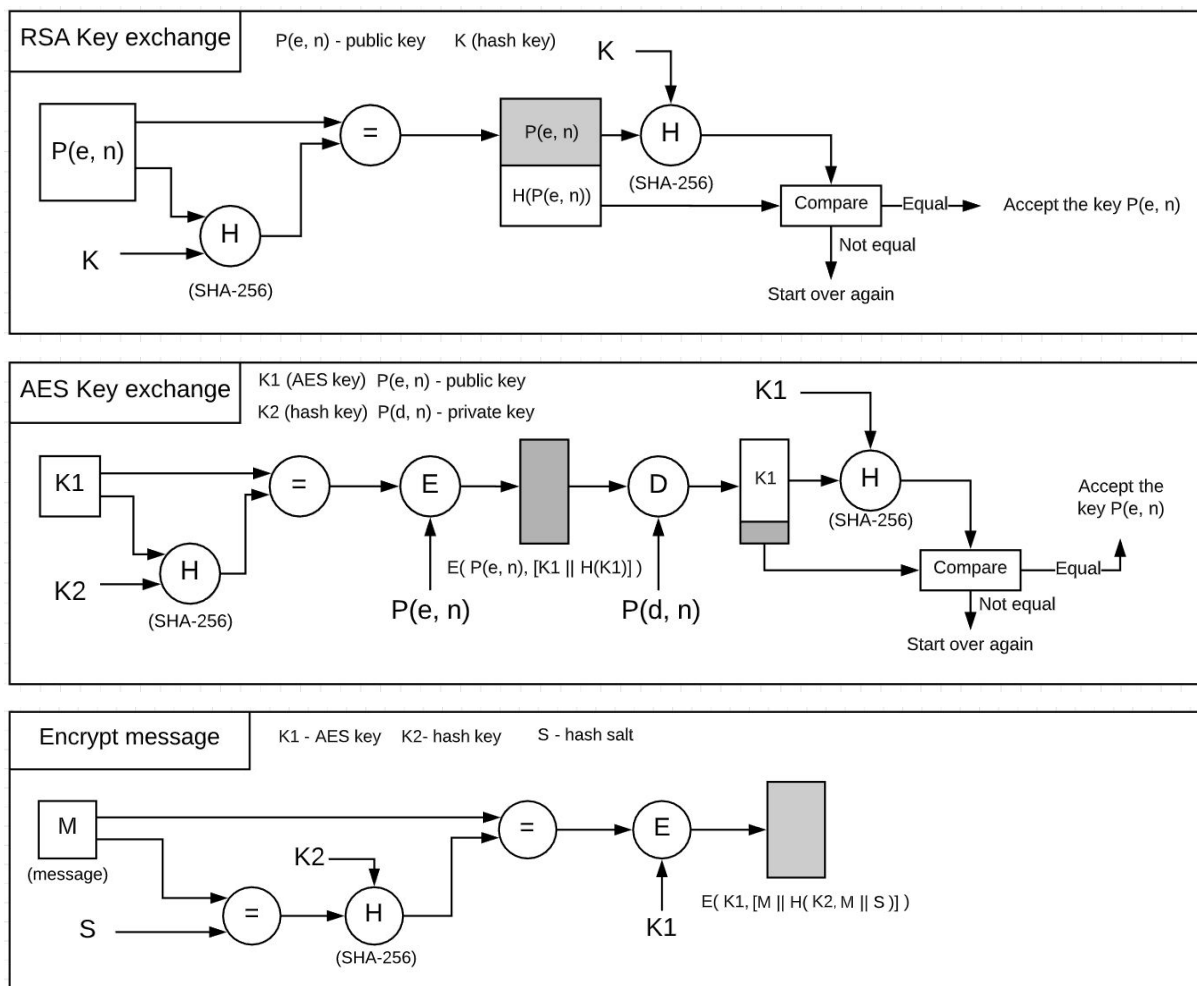 RSA Key exchange
P(e, n) - public key K (hash key)
K
P(e, n)
=
P(e, n)
H
(SHA-256)
H(P(e, n))
Compare
Equal
Accept the key P(e, n)
H
K
(SHA-256)
Not equal
Start over again
AES Key exchange
K1 (AES key) P(e, n) - public key
K2 (hash key) P(d, n) - private key
K1
K1
=
E
D
K1
H
(SHA-256)
Accept the
key P(e, n)
H
K2
(SHA-256)
E( P(e, n), [K1 || H(K1)] )
P(e, n)
P(d, n)
Compare
Equal
Not equal
Start over again
Encrypt message
K1 - AES key K2- hash key S - hash salt
M
(message)
=
E
K2
S
=
H
(SHA-256)
K1
E( K1, [M || H( K2, M || S )] )